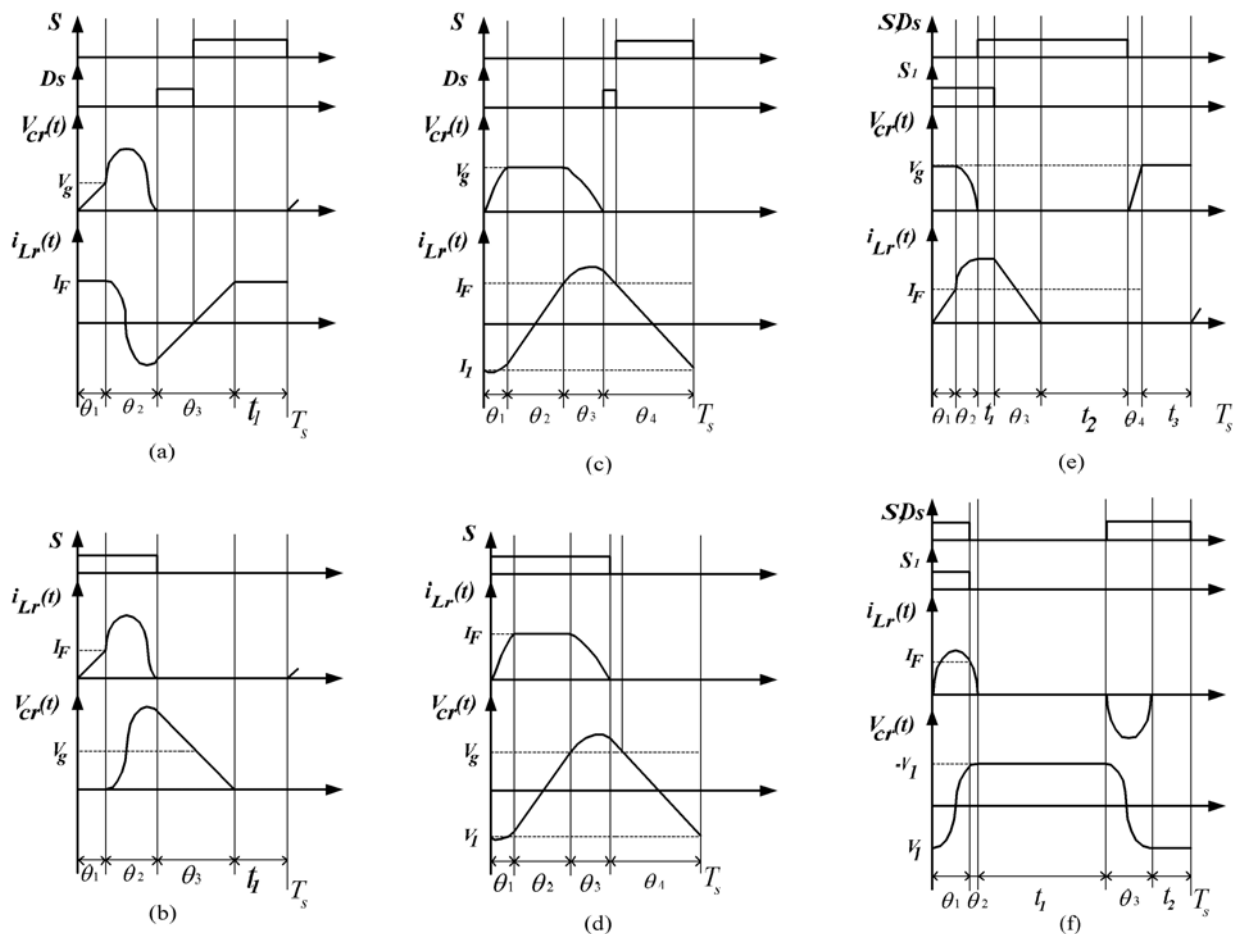 S
Ds
Vcr(t)
Vg
iLr(t)
IF
θ1 θ2 θ3 t1 Ts
(a)
S
Ds
Vcr(t)
Vg
iLr(t)
IF
I1
θ1 θ2 θ3 θ4 Ts
(c)
S,Ds
S1
Vcr(t)
Vg
iLr(t)
IF
θ1 θ2 t1 θ3 t2 θ4 t3 Ts
(e)
S
iLr(t)
IF
Vcr(t)
Vg
θ1 θ2 θ3 t1 Ts
(b)
S
iLr(t)
IF
Vcr(t)
Vg
V1
θ1 θ2 θ3 θ4 Ts
(d)
S,Ds
S1
iLr(t)
IF
Vcr(t)
-V1
V1
θ1 θ2 t1 θ3 t2 Ts
(f)